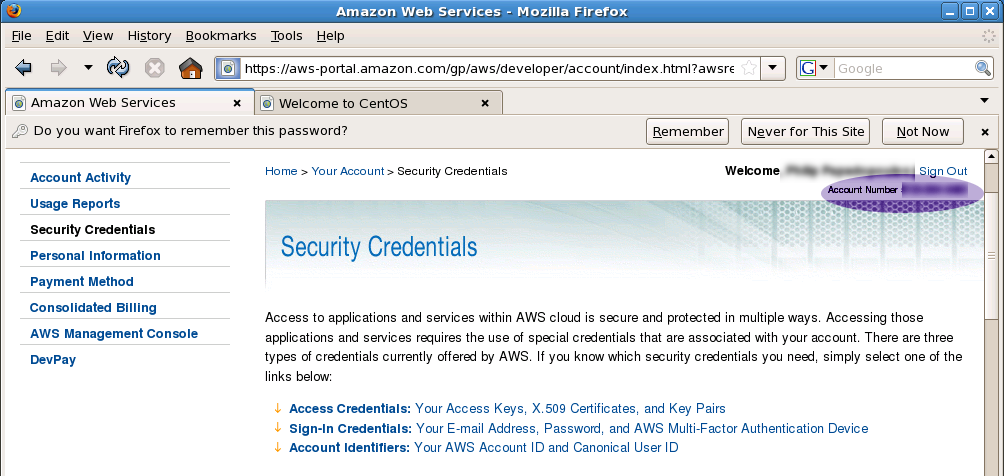 Amazon Web Services - Mozilla Firefox
File Edit View History Bookmarks Tools Help
https://aws-portal.amazon.com/gp/aws/developer/account/index.html?awsre
G Google
Amazon Web Services
Welcome to CentOS
Do you want Firefox to remember this password? Remember Never for This Site Not Now
Account Activity
Usage Reports
Security Credentials
Personal Information
Payment Method
Consolidated Billing
AWS Management Console
DevPay
Home > Your Account > Security Credentials
Welcome Sign Out
Account Number :
Security Credentials
Access to applications and services within AWS cloud is secure and protected in multiple ways. Accessing those
applications and services requires the use of special credentials that are associated with your account. There are three
types of credentials currently offered by AWS. If you know which security credentials you need, simply select one of the
links below:
Access Credentials: Your Access Keys, X.509 Certificates, and Key Pairs
Sign-In Credentials: Your E-mail Address, Password, and AWS Multi-Factor Authentication Device
Account Identifiers: Your AWS Account ID and Canonical User ID